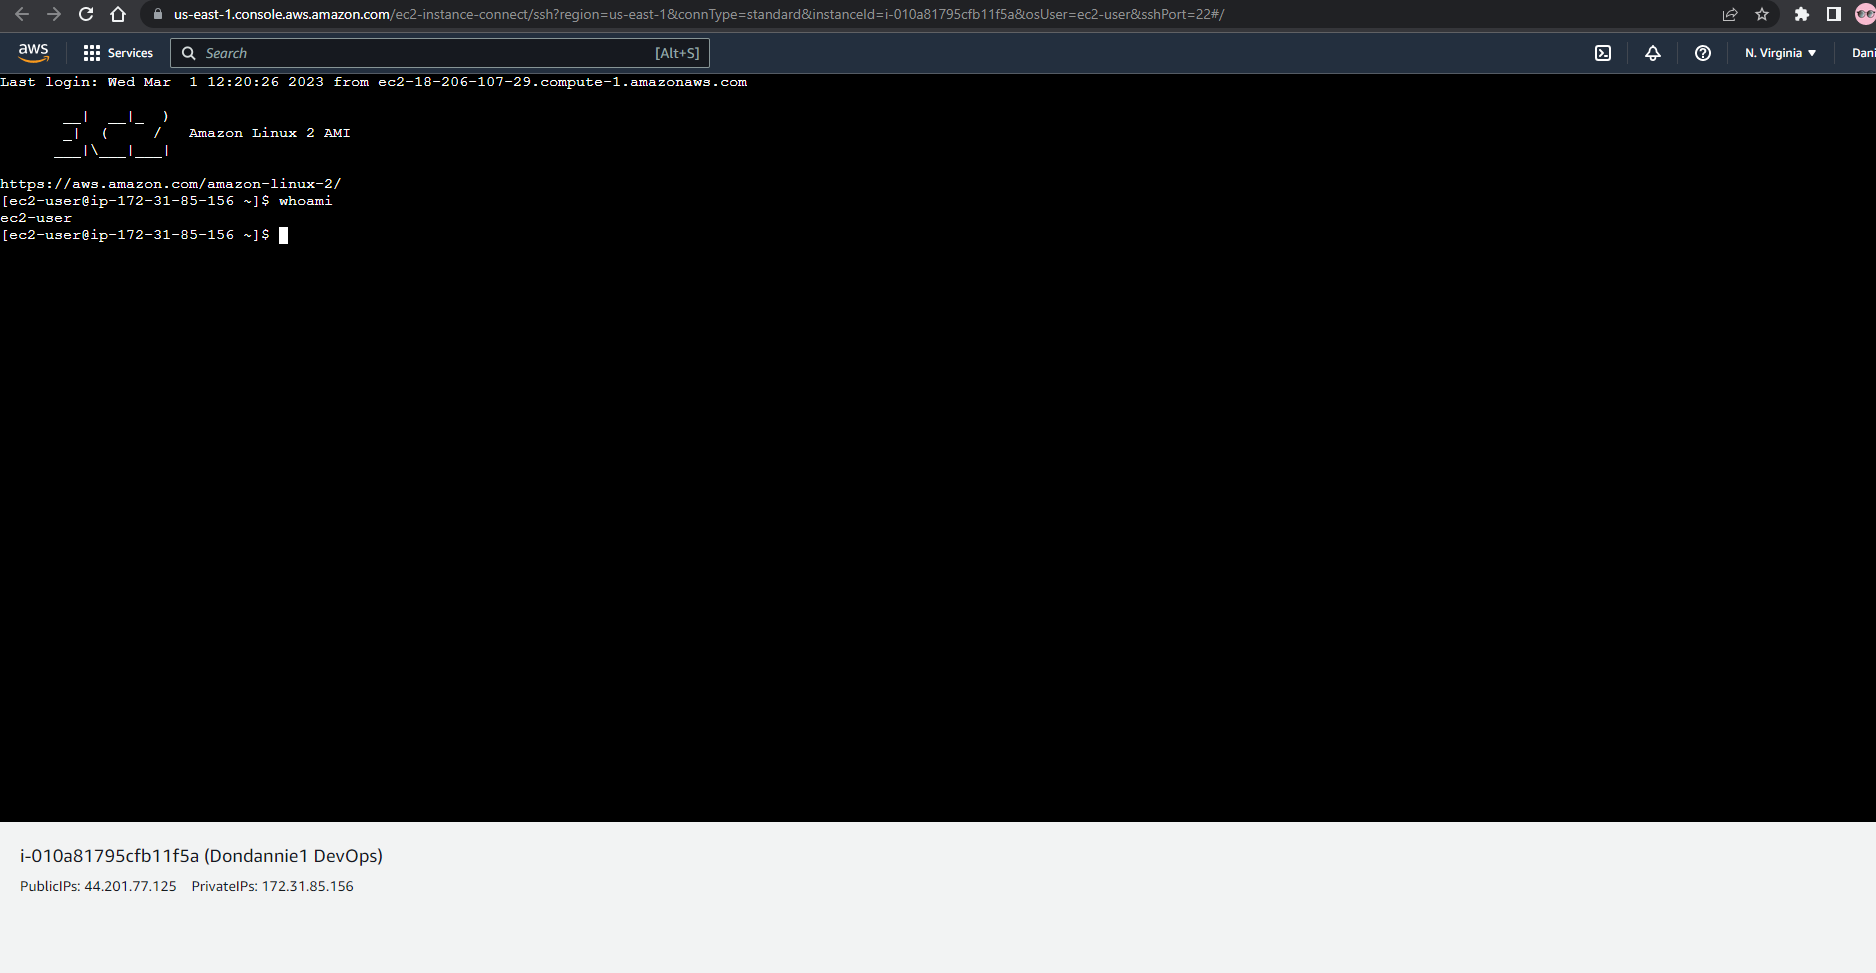 us-east-1.console.aws.amazon.com/ec2-instance-connect/ssh?region=us-east-1&connType=standard&instanceId=i-010a81795cfb11f5a&osUser=ec2-user&sshPort=22#/
aws Services Search [Alt+S] N. Virginia Dani
Last login: Wed Mar  1 12:20:26 2023 from ec2-18-206-107-29.compute-1.amazonaws.com
       __|  __|_  )
       _|  (     /   Amazon Linux 2 AMI
      ___|\___|___|
https://aws.amazon.com/amazon-linux-2/
[ec2-user@ip-172-31-85-156 ~]$ whoami
ec2-user
[ec2-user@ip-172-31-85-156 ~]$
i-010a81795cfb11f5a (Dondannie1 DevOps)
PublicIPs: 44.201.77.125 PrivateIPs: 172.31.85.156